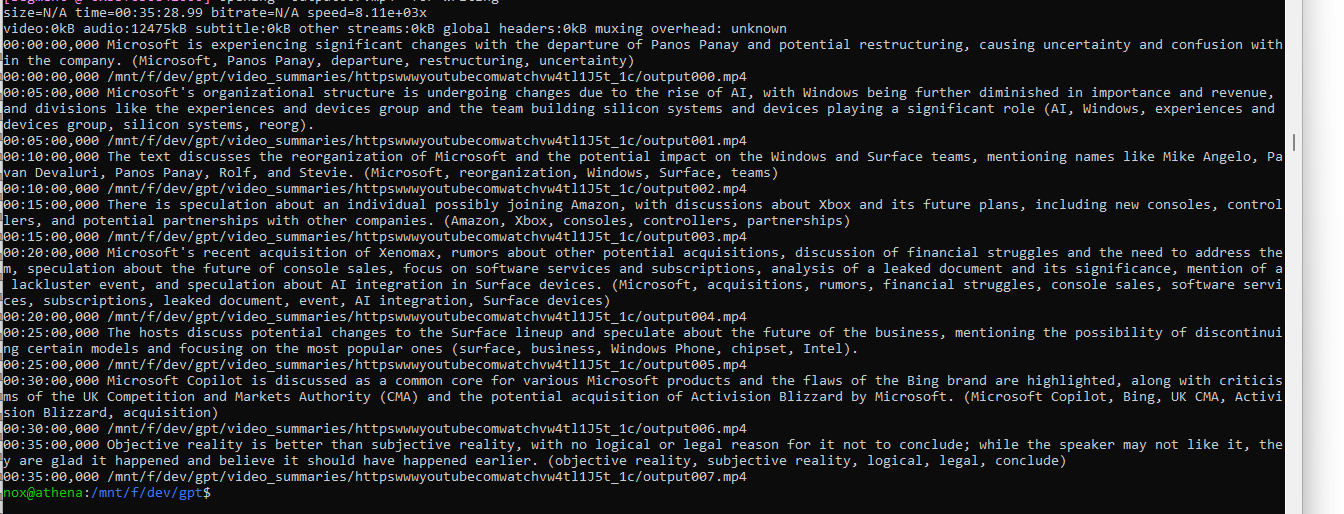 size=N/A time=00:35:28.99 bitrate=N/A speed=8.11e+03x
video:0kB audio:12475kB subtitle:0kB other streams:0kB global headers:0kB muxing overhead: unknown
00:00:00,000 Microsoft is experiencing significant changes with the departure of Panos Panay and potential restructuring, causing uncertainty and confusion with
in the company. (Microsoft, Panos Panay, departure, restructuring, uncertainty)
00:00:00,000 /mnt/f/dev/gpt/video_summaries/httpswwwyoutubecomwatchvw4tl1J5t_1c/output000.mp4
00:05:00,000 Microsoft's organizational structure is undergoing changes due to the rise of AI, with Windows being further diminished in importance and revenue,
and divisions like the experiences and devices group and the team building silicon systems and devices playing a significant role (AI, Windows, experiences and
devices group, silicon systems, reorg).
00:05:00,000 /mnt/f/dev/gpt/video_summaries/httpswwwyoutubecomwatchvw4tl1J5t_1c/output001.mp4
00:10:00,000 The text discusses the reorganization of Microsoft and the potential impact on the Windows and Surface teams, mentioning names like Mike Angelo, Pa
van Devaluri, Panos Panay, Rolf, and Stevie. (Microsoft, reorganization, Windows, Surface, teams)
00:10:00,000 /mnt/f/dev/gpt/video_summaries/httpswwwyoutubecomwatchvw4tl1J5t_1c/output002.mp4
00:15:00,000 There is speculation about an individual possibly joining Amazon, with discussions about Xbox and its future plans, including new consoles, control
lers, and potential partnerships with other companies. (Amazon, Xbox, consoles, controllers, partnerships)
00:15:00,000 /mnt/f/dev/gpt/video_summaries/httpswwwyoutubecomwatchvw4tl1J5t_1c/output003.mp4
00:20:00,000 Microsoft's recent acquisition of Xenomax, rumors about other potential acquisitions, discussion of financial struggles and the need to address the
m, speculation about the future of console sales, focus on software services and subscriptions, analysis of a leaked document and its significance, mention of a
lackluster event, and speculation about AI integration in Surface devices. (Microsoft, acquisitions, rumors, financial struggles, console sales, software servi
ces, subscriptions, leaked document, event, AI integration, Surface devices)
00:20:00,000 /mnt/f/dev/gpt/video_summaries/httpswwwyoutubecomwatchvw4tl1J5t_1c/output004.mp4
00:25:00,000 The hosts discuss potential changes to the Surface lineup and speculate about the future of the business, mentioning the possibility of discontinui
ng certain models and focusing on the most popular ones (surface, business, Windows Phone, chipset, Intel).
00:25:00,000 /mnt/f/dev/gpt/video_summaries/httpswwwyoutubecomwatchvw4tl1J5t_1c/output005.mp4
00:30:00,000 Microsoft Copilot is discussed as a common core for various Microsoft products and the flaws of the Bing brand are highlighted, along with criticis
ms of the UK Competition and Markets Authority (CMA) and the potential acquisition of Activision Blizzard by Microsoft. (Microsoft Copilot, Bing, UK CMA, Activi
sion Blizzard, acquisition)
00:30:00,000 /mnt/f/dev/gpt/video_summaries/httpswwwyoutubecomwatchvw4tl1J5t_1c/output006.mp4
00:35:00,000 Objective reality is better than subjective reality, with no logical or legal reason for it not to conclude; while the speaker may not like it, the
y are glad it happened and believe it should have happened earlier. (objective reality, subjective reality, logical, legal, conclude)
00:35:00,000 /mnt/f/dev/gpt/video_summaries/httpswwwyoutubecomwatchvw4tl1J5t_1c/output007.mp4
nox@athena:/mnt/f/dev/gpt$